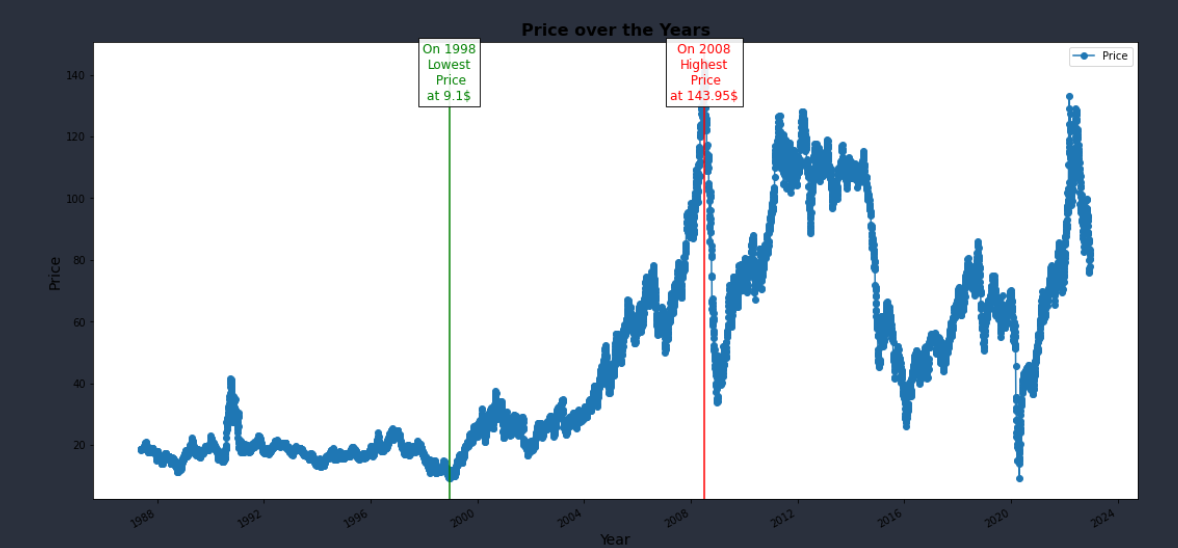 Price over the Years
On 1998
Lowest
Price
at 9.1$
On 2008
Highest
Price
at 143.95$
Price
140
120
100
80
60
40
20
Price
1988
1992
1996
2000
2004
2008
2012
2016
2020
2024
Year